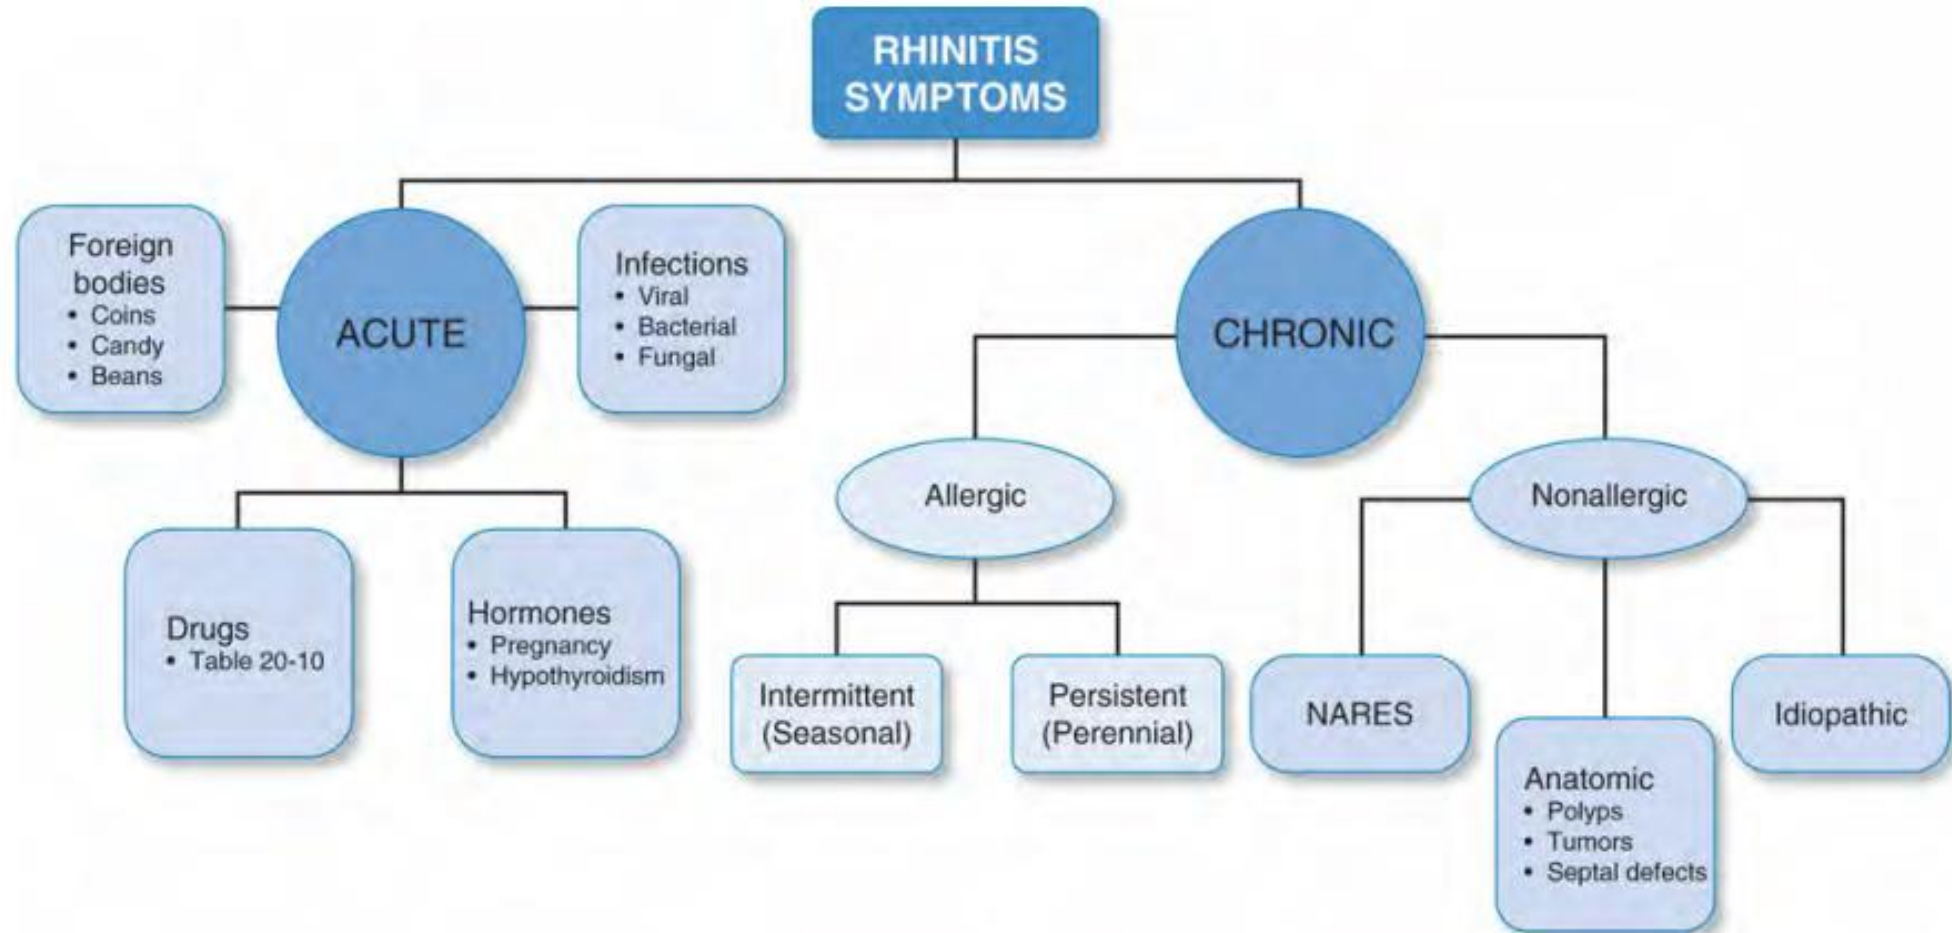 RHINITIS
SYMPTOMS
Foreign
bodies
• Coins
• Candy
• Beans
ACUTE
Infections
• Viral
• Bacterial
• Fungal
CHRONIC
Allergic
Nonallergic
Drugs
• Table 20-10
Hormones
• Pregnancy
• Hypothyroidism
Intermittent
(Seasonal)
Persistent
(Perennial)
NARES
Anatomic
• Polyps
• Tumors
• Septal defects
Idiopathic